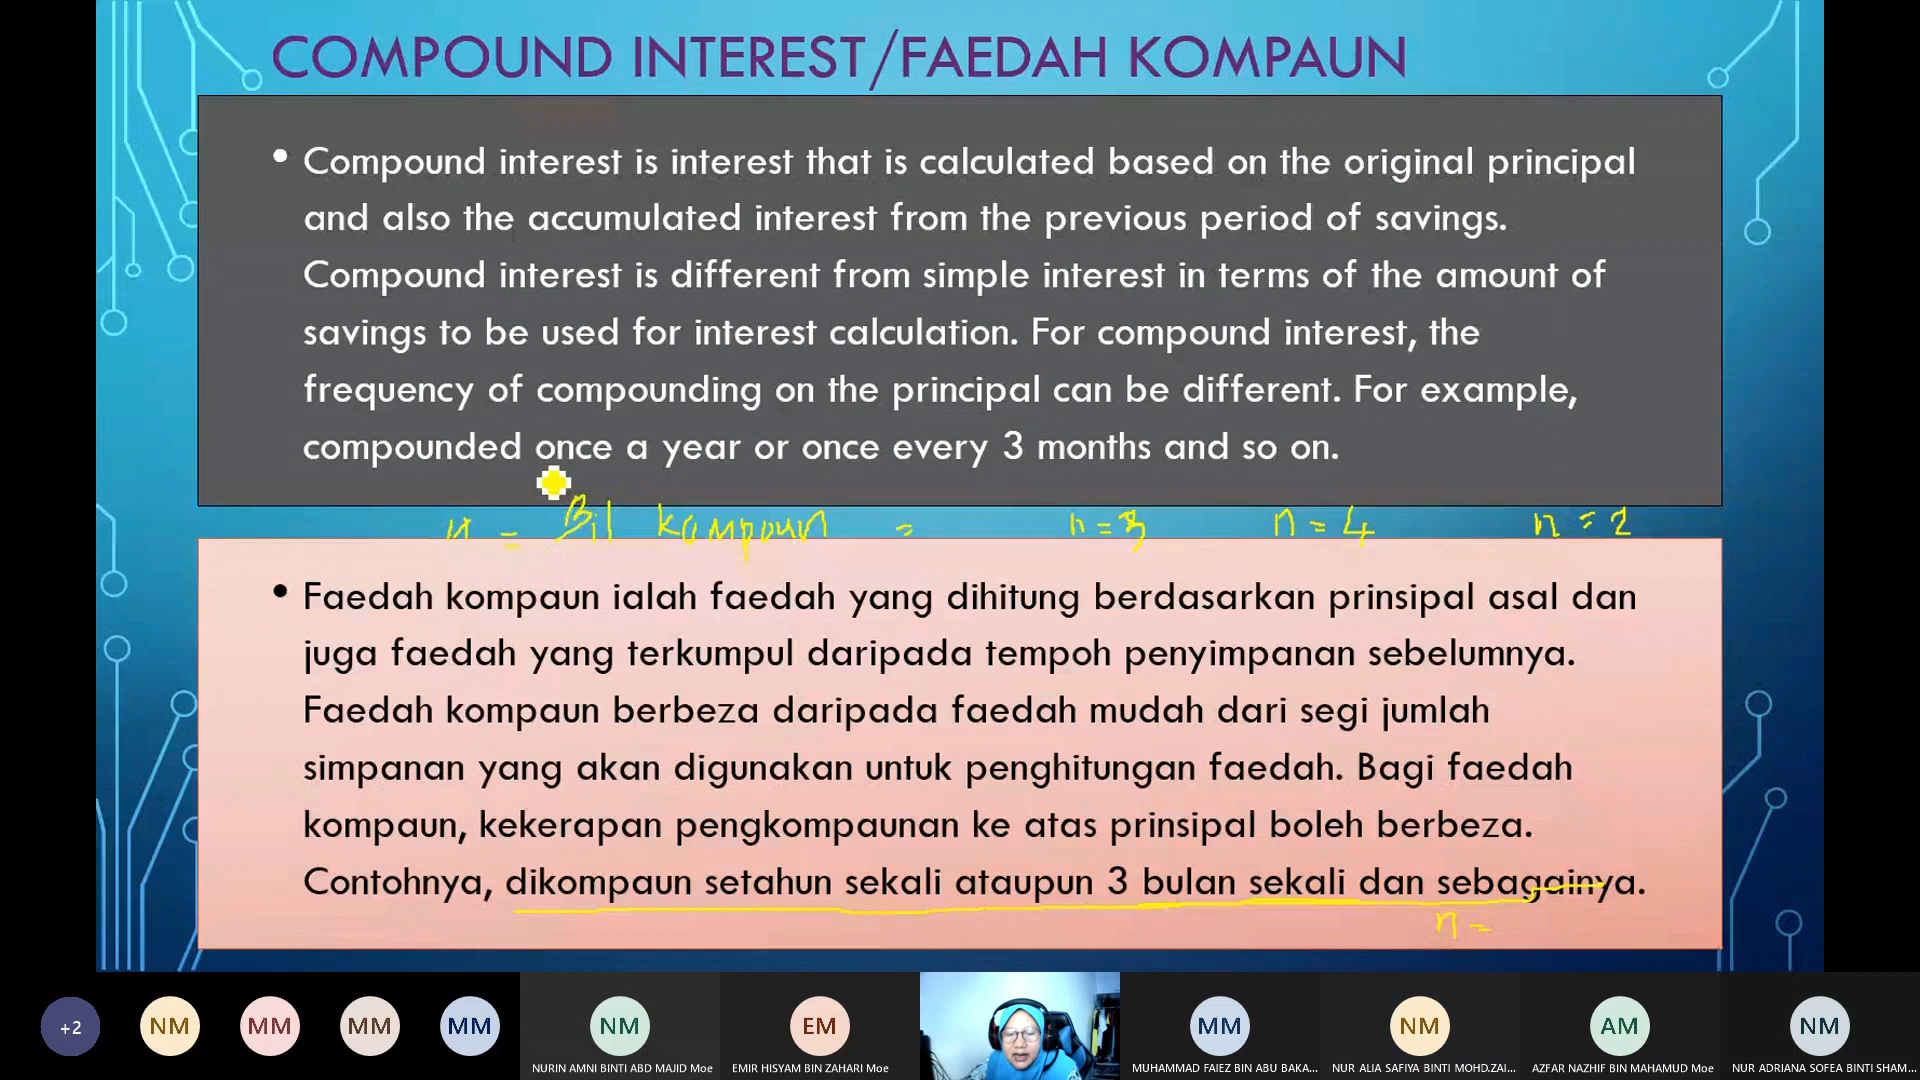 COMPOUND INTEREST/FAEDAH KOMPAUN
• Compound interest is interest that is calculated based on the original principal
and also the accumulated interest from the previous period of savings.
Compound interest is different from simple interest in terms of the amount of
savings to be used for interest calculation. For compound interest, the
frequency of compounding on the principal can be different. For example,
compounded once a year or once every 3 months and so on.
n = Bil kompaun = n = 3 n = 4 n = 2
• Faedah kompaun ialah faedah yang dihitung berdasarkan prinsipal asal dan
juga faedah yang terkumpul daripada tempoh penyimpanan sebelumnya.
Faedah kompaun berbeza daripada faedah mudah dari segi jumlah
simpanan yang akan digunakan untuk penghitungan faedah. Bagi faedah
kompaun, kekerapan pengkompaunan ke atas prinsipal boleh berbeza.
Contohnya, dikompaun setahun sekali ataupun 3 bulan sekali dan sebagainya.
n =
+2 NM MM MM MM NM EM MM NM AM NM
NURIN AMNI BINTI ABD MAJID Moe EMIR HISYAM BIN ZAHARI Moe MUHAMMAD FAIEZ BIN ABU BAKA... NUR ALIA SAFIYA BINTI MOHD.ZAI... AZFAR NAZHIF BIN MAHAMUD Moe NUR ADRIANA SOFEA BINTI SHAM...